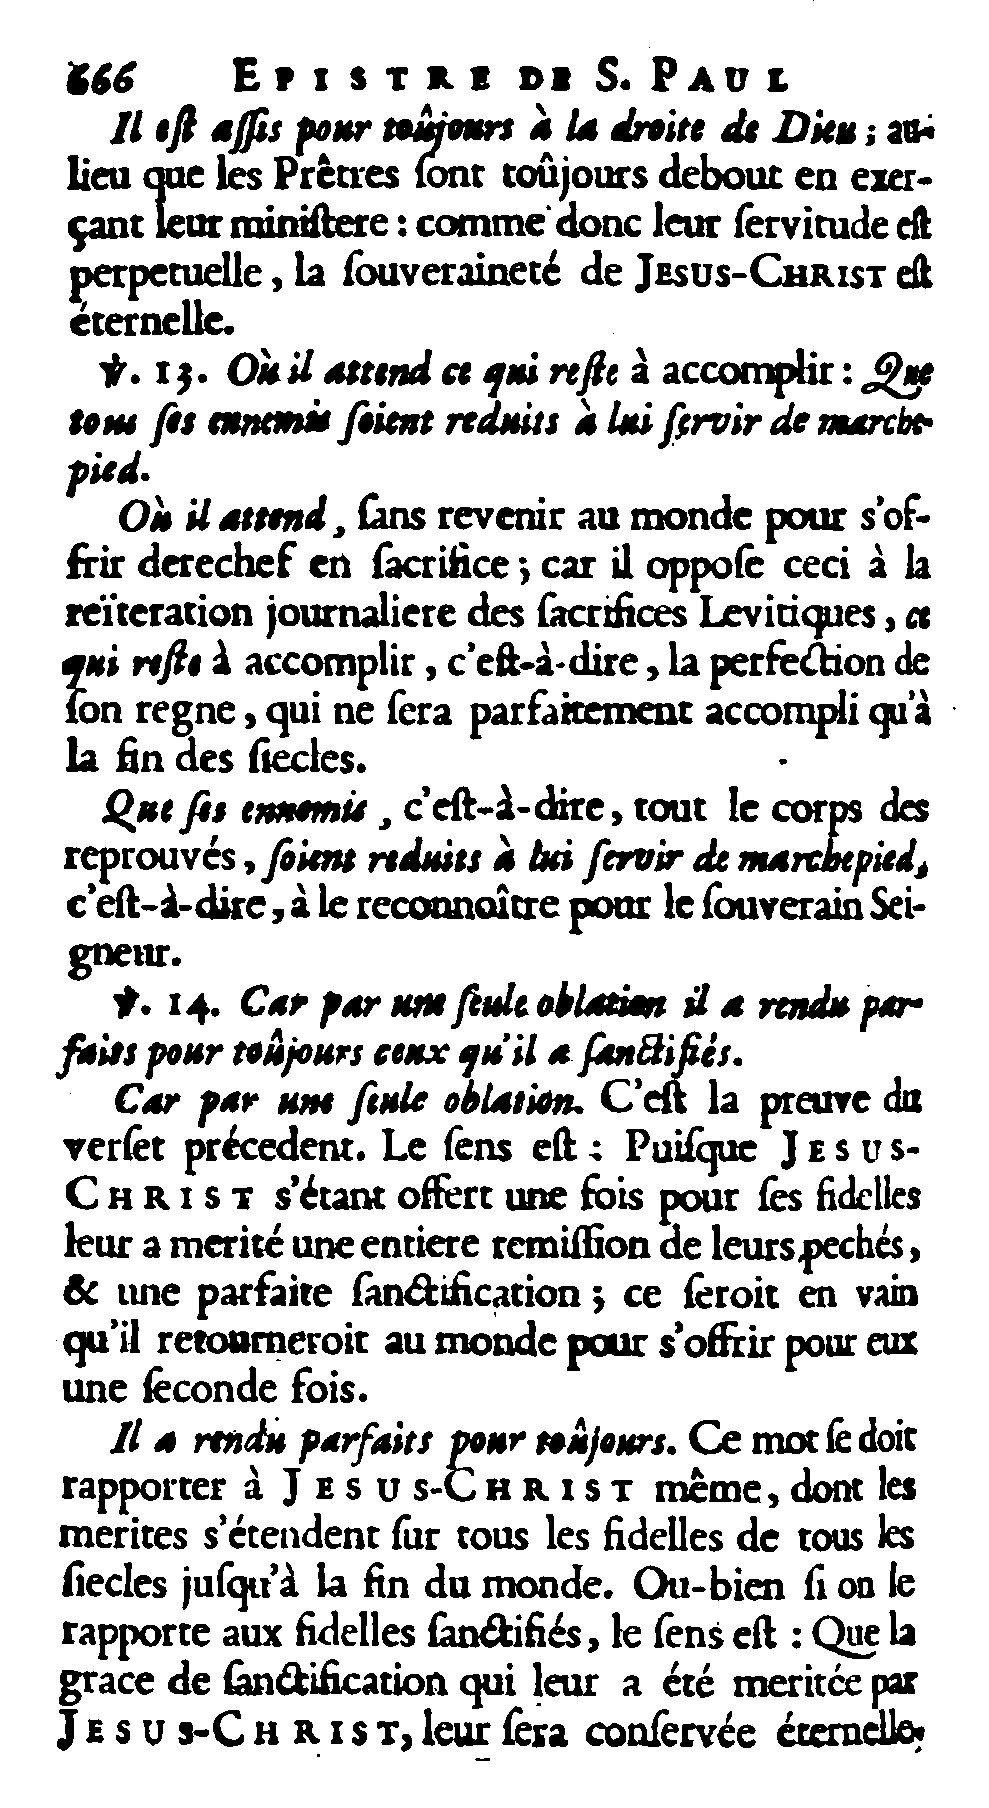 666 EPISTRE DE S. PAUL
Il eſt aſſis pour toûjours à la droite de Dieu ; au-
lieu que les Prêtres ſont toûjours debout en exer-
çant leur miniſtere : comme donc leur ſervitude eſt
perpetuelle, la ſouveraineté de JESUS-CHRIST eſt
éternelle.
℣. 13. Où il attend ce qui reſte à accomplir : Que
tous ſes ennemis ſoient reduits à lui ſervir de marche-
pied.
Où il attend, ſans revenir au monde pour s'of-
frir derechef en ſacrifice ; car il oppoſe ceci à la
reïteration journaliere des ſacrifices Levitiques, ce
qui reſte à accomplir, c'eſt-à-dire, la perfection de
ſon regne, qui ne ſera parfaitement accompli qu'à
la fin des ſiecles.
Que ſes ennemis, c'eſt-à-dire, tout le corps des
reprouvés, ſoient reduits à lui ſervir de marchepied,
c'eſt-à-dire, à le reconnoître pour le ſouverain Sei-
gneur.
℣. 14. Car par une ſeule oblation il a rendu par-
faits pour toûjours ceux qu'il a ſanctifiés.
Car par une ſeule oblation. C'eſt la preuve du
verſet précedent. Le ſens eſt : Puiſque JESUS-
CHRIST s'étant offert une fois pour ſes fidelles
leur a merité une entiere remiſſion de leurs pechés,
& une parfaite ſanctification ; ce ſeroit en vain
qu'il retourneroit au monde pour s'offrir pour eux
une ſeconde fois.
Il a rendu parfaits pour toûjours. Ce mot ſe doit
rapporter à JESUS-CHRIST même, dont les
merites s'étendent ſur tous les fidelles de tous les
ſiecles juſqu'à la fin du monde. Ou-bien ſi on le
rapporte aux fidelles ſanctifiés, le ſens eſt : Que la
grace de ſanctification qui leur a été meritée par
JESUS-CHRIST, leur ſera conſervée éternelle-